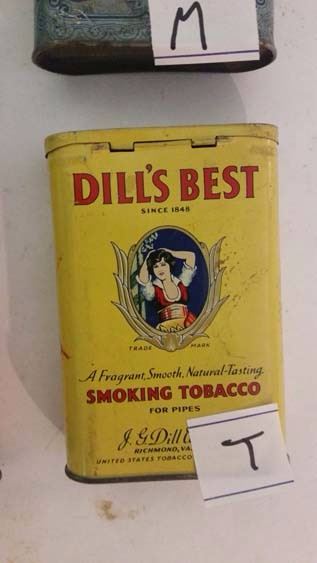 M
DILL'S BEST
SINCE 1848
TRADE MARK
A Fragrant, Smooth, Natural-Tasting
SMOKING TOBACCO
FOR PIPES
J. G. Dill
RICHMOND, VA.
UNITED STATES TOBACCO
T